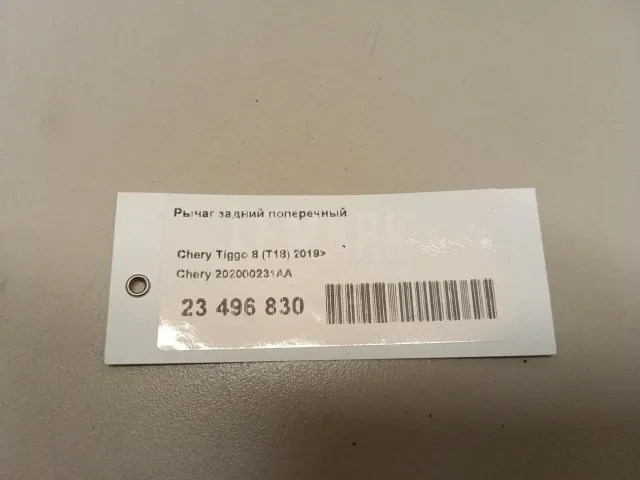 Рычаг задний поперечный
Chery Tiggo 8 (T18) 2019>
Chery 202000231AA
23 496 830